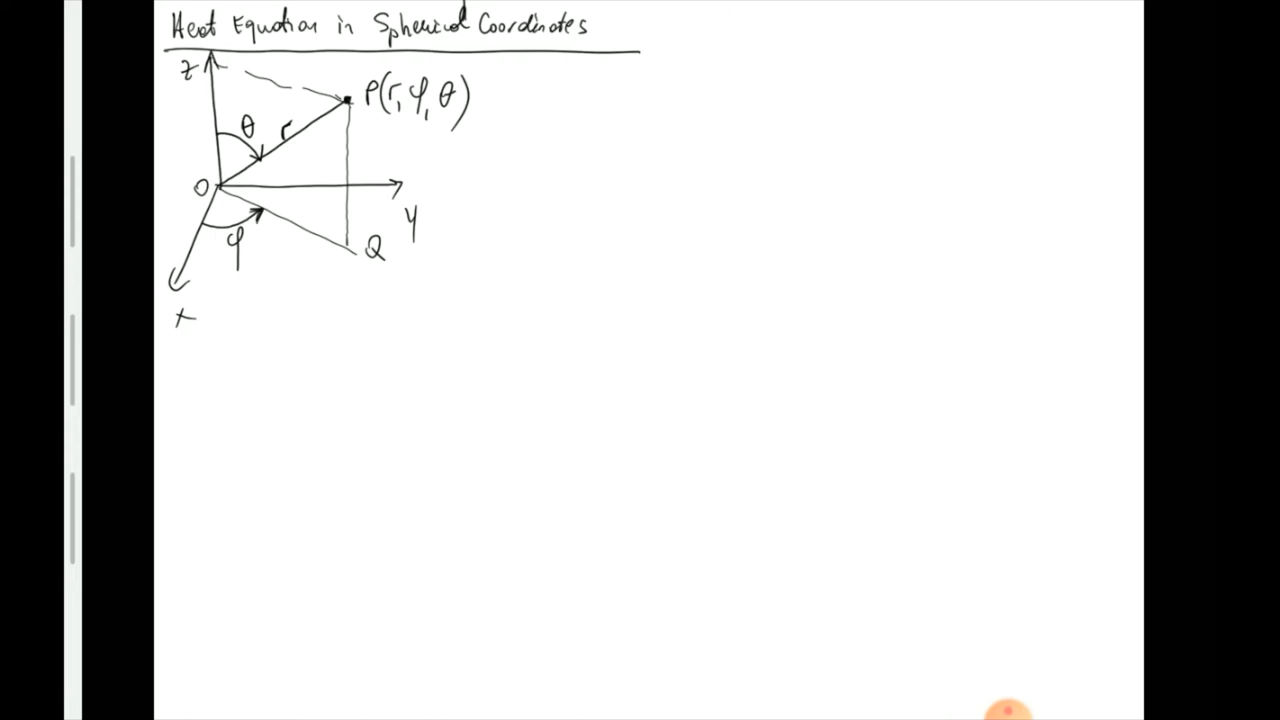 Heat Equation in Spherical Coordinates
z
P(r, φ, θ)
θ
r
O
y
φ
Q
x